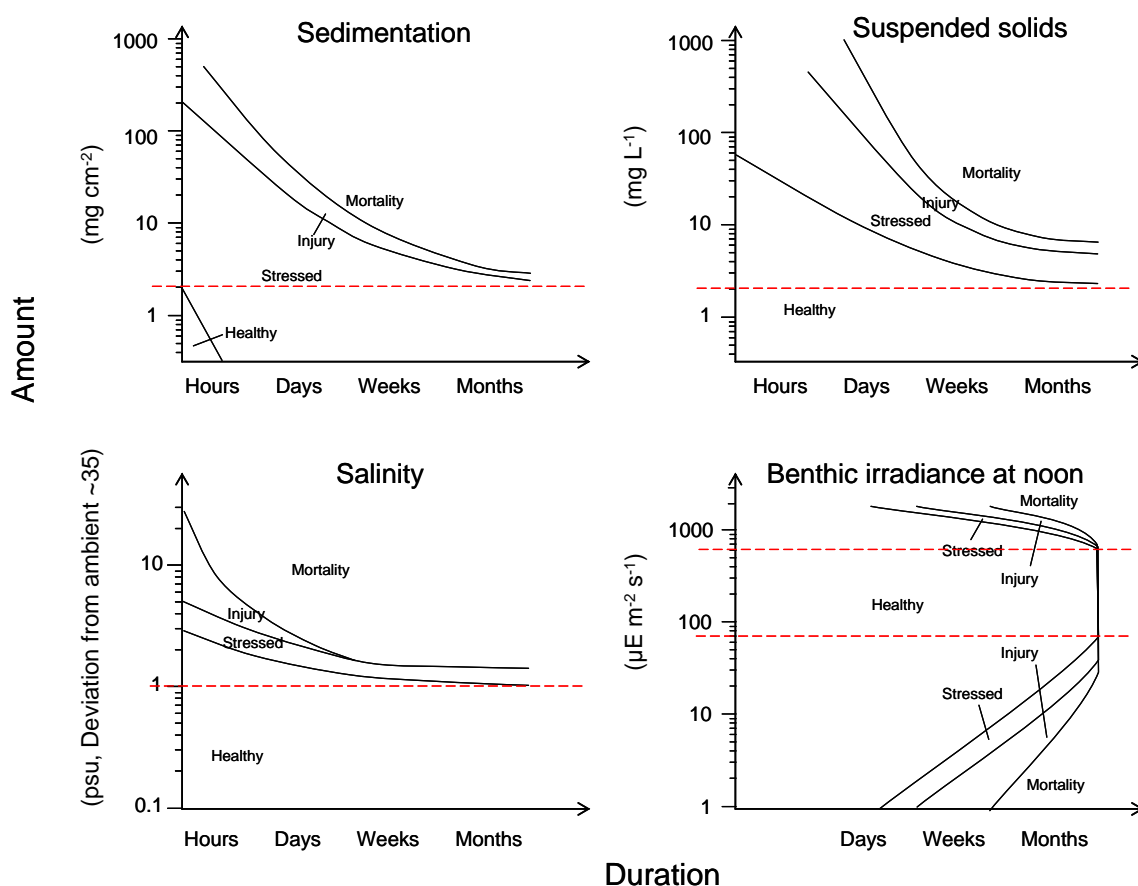 Sedimentation
1000
100
10
1
(mg cm-2)
Mortality
Injury
Stressed
Healthy
Hours Days Weeks Months
Suspended solids
1000
100
10
1
(mg L-1)
Mortality
Injury
Stressed
Healthy
Hours Days Weeks Months
Amount
Salinity
10
1
0.1
(psu, Deviation from ambient ~35)
Mortality
Injury
Stressed
Healthy
Hours Days Weeks Months
Benthic irradiance at noon
1000
100
10
1
(µE m-2 s-1)
Mortality
Stressed
Injury
Healthy
Injury
Stressed
Mortality
Days Weeks Months
Duration